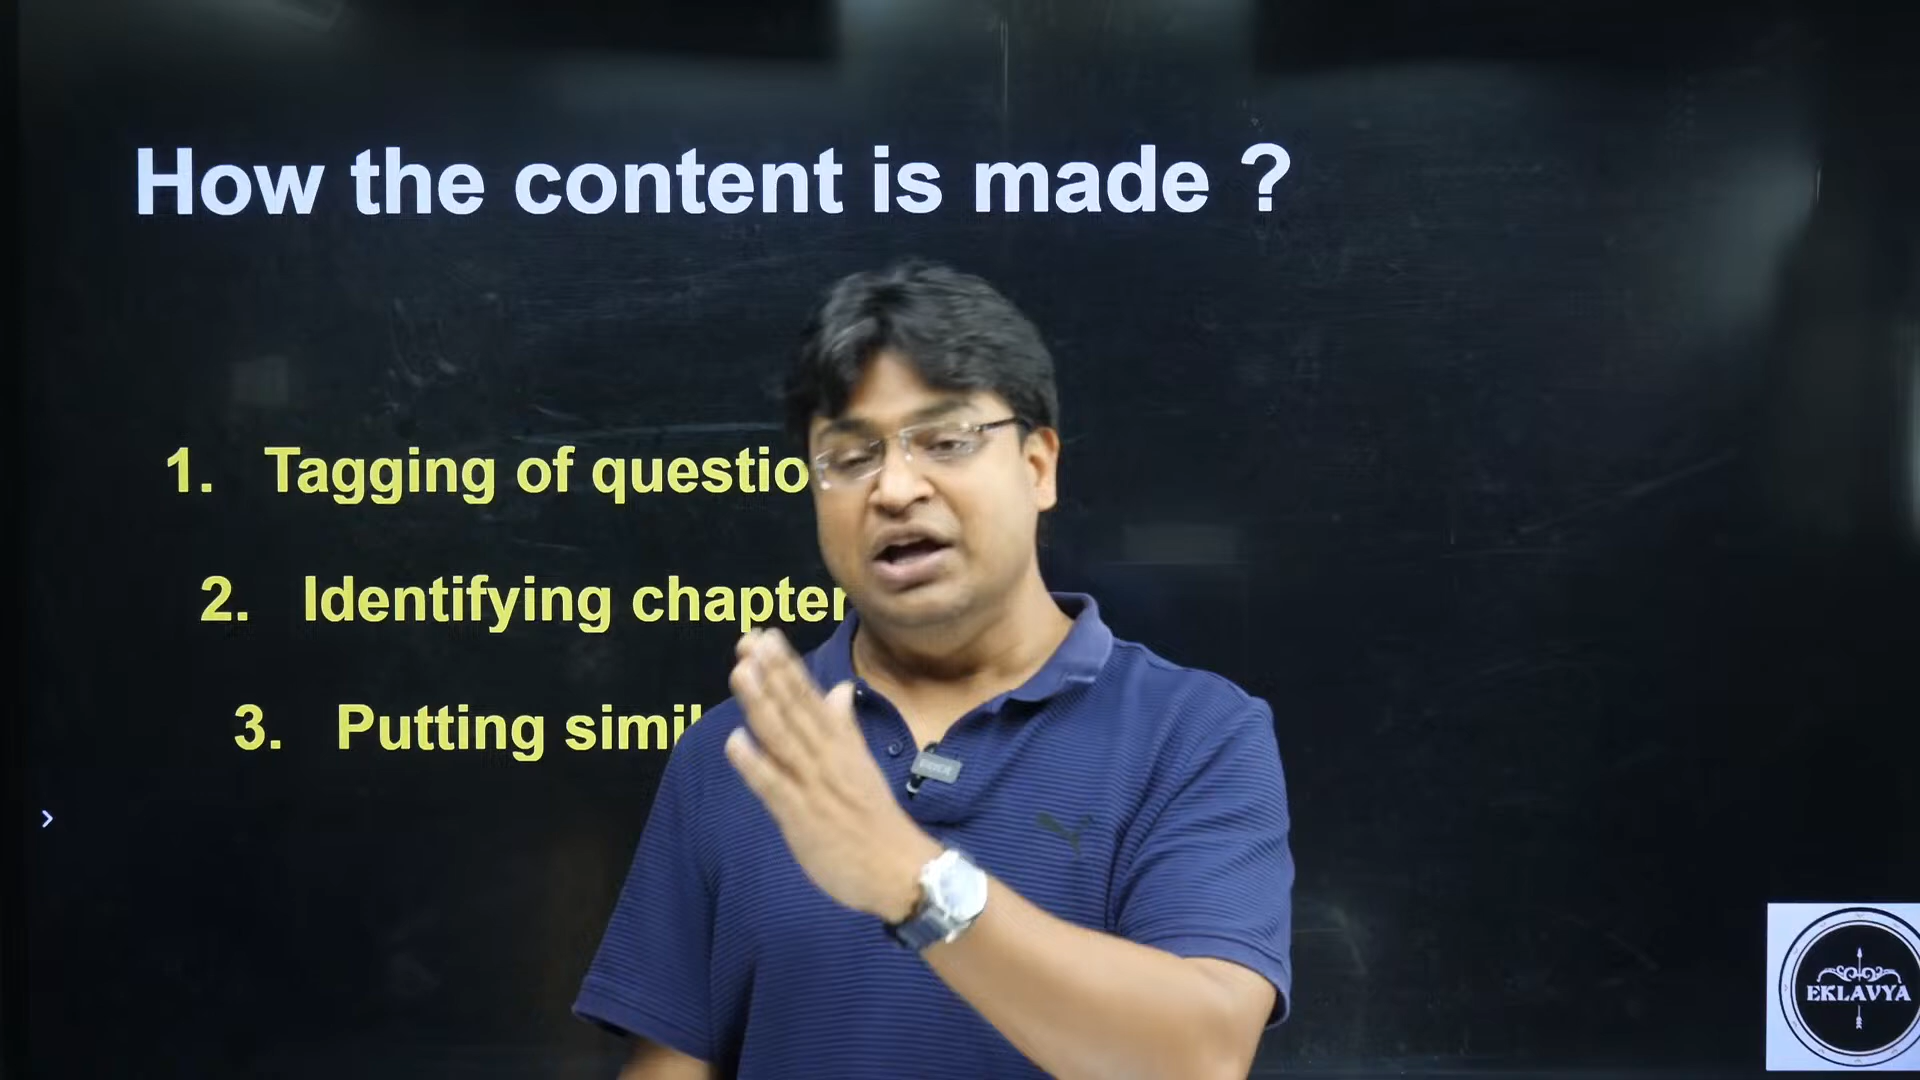 How the content is made ?
1. Tagging of questio
2. Identifying chapter
3. Putting simil
EKLAVYA